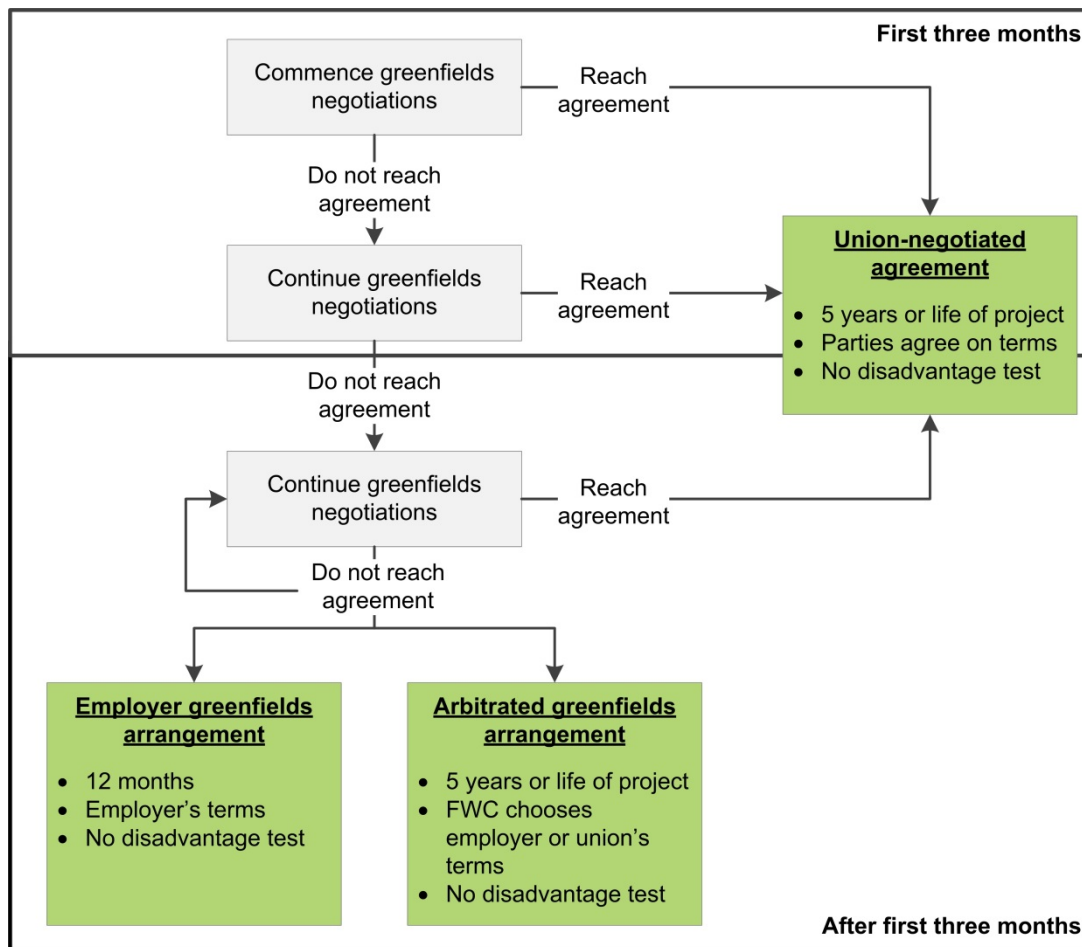 First three months
Commence greenfields
negotiations
Reach
agreement
Do not reach
agreement
Continue greenfields
negotiations
Reach
agreement
Union-negotiated
agreement
• 5 years or life of project
• Parties agree on terms
• No disadvantage test
Do not reach
agreement
Continue greenfields
negotiations
Reach
agreement
Do not reach
agreement
Employer greenfields
arrangement
• 12 months
• Employer’s terms
• No disadvantage test
Arbitrated greenfields
arrangement
• 5 years or life of project
• FWC chooses
employer or union’s
terms
• No disadvantage test
After first three months